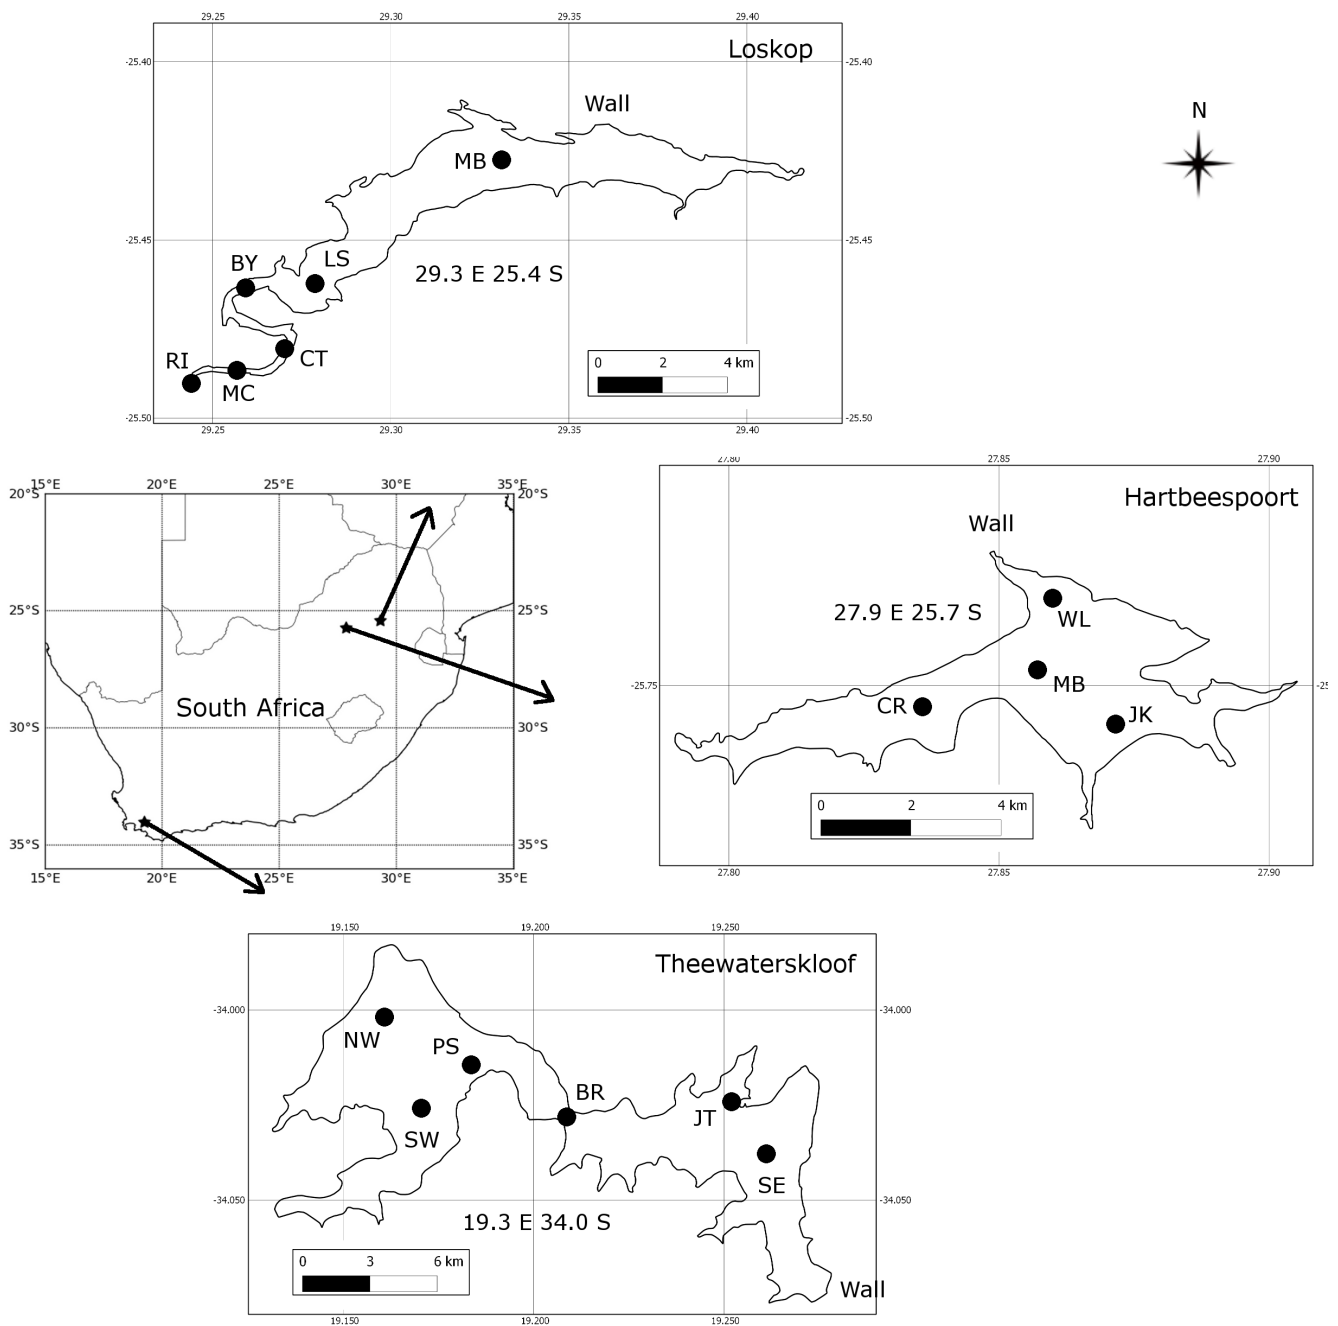 29.25 29.30 29.35 29.40
Loskop
-25.40 -25.40
Wall
N
MB
-25.45 -25.45
BY LS
29.3 E 25.4 S
RI CT
MC
0 2 4 km
-25.50 -25.50
29.25 29.30 29.35 29.40
15°E 20°E 25°E 30°E 35°E
20°S 20°S
25°S 25°S
South Africa
30°S 30°S
35°S 35°S
15°E 20°E 25°E 30°E 35°E
27.80 27.85 27.90
Hartbeespoort
Wall
27.9 E 25.7 S
WL
MB
-25.75
CR JK
0 2 4 km
27.80 27.85 27.90
19.150 19.200 19.250
Theewaterskloof
-34.000 -34.000
NW PS
BR
JT
SW
SE
-34.050 -34.050
19.3 E 34.0 S
0 3 6 km
Wall
19.150 19.200 19.250